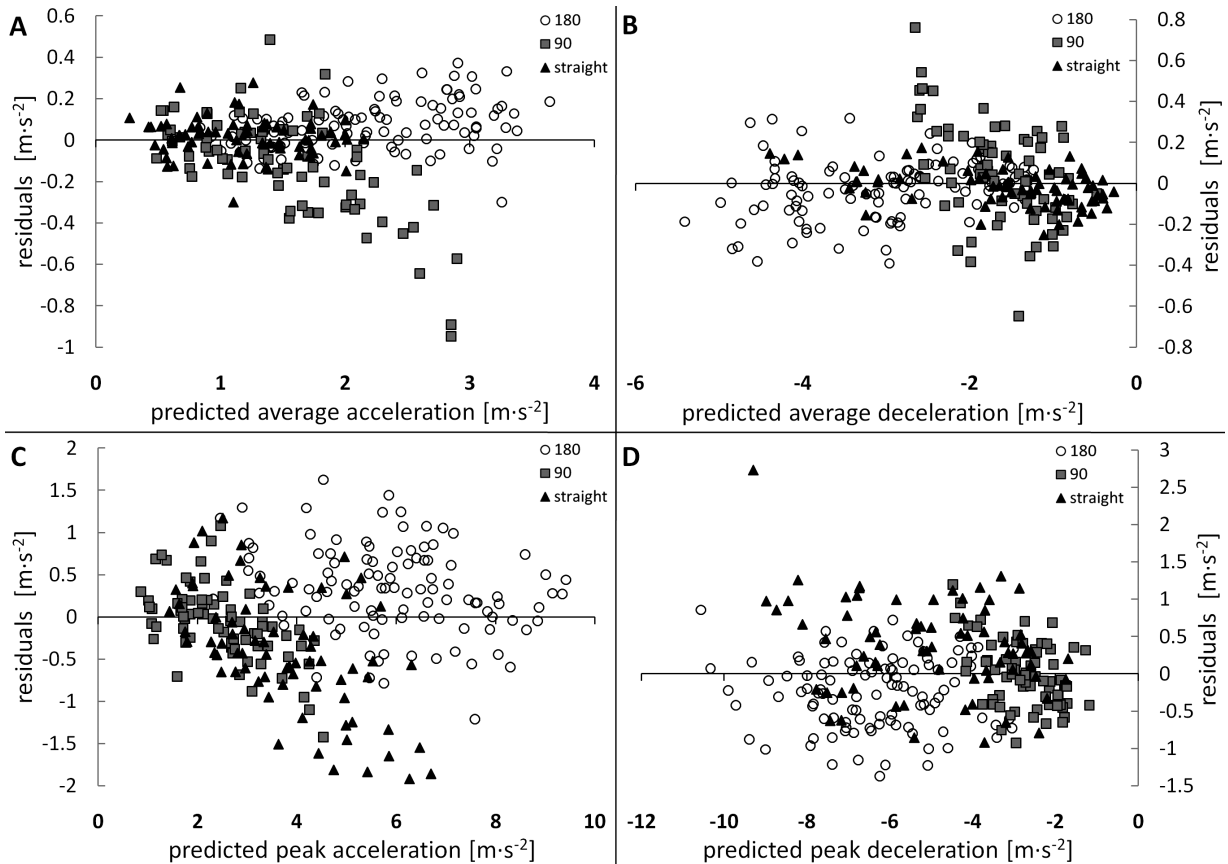 A
0.6
0.4
0.2
0
-0.2
-0.4
-0.6
-0.8
-1
residuals [m·s-2]
180
90
straight
0 1 2 3 4
predicted average acceleration [m·s-2]
B
180
90
straight
0.8
0.6
0.4
0.2
0
-0.2
-0.4
-0.6
-0.8
residuals [m·s-2]
-6 -4 -2 0
predicted average deceleration [m·s-2]
C
2
1.5
1
0.5
0
-0.5
-1
-1.5
-2
residuals [m·s-2]
180
90
straight
0 2 4 6 8 10
predicted peak acceleration [m·s-2]
D
180
90
straight
3
2.5
2
1.5
1
0.5
0
-0.5
-1
-1.5
residuals [m·s-2]
-12 -10 -8 -6 -4 -2 0
predicted peak deceleration [m·s-2]